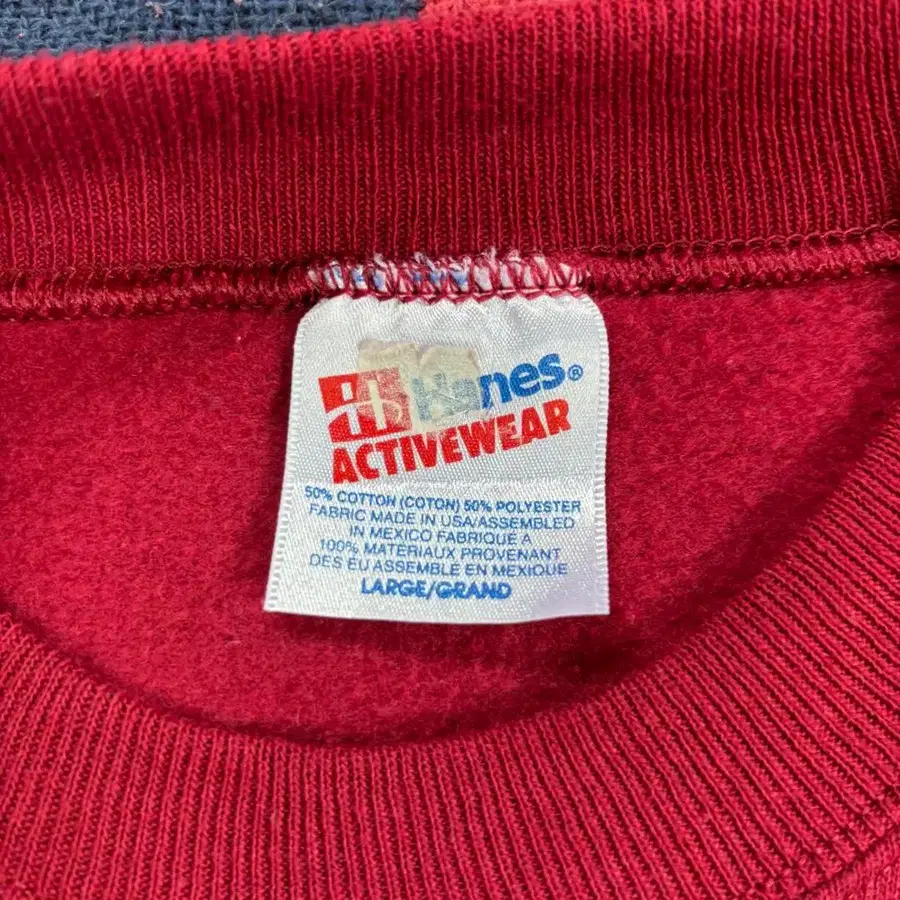 Hanes®
ACTIVEWEAR
50% COTTON (COTON) 50% POLYESTER
FABRIC MADE IN USA/ASSEMBLED
IN MEXICO FABRIQUÉ A
100% MATERIAUX PROVENANT
DES EU ASSEMBLE EN MEXIQUE
LARGE/GRAND